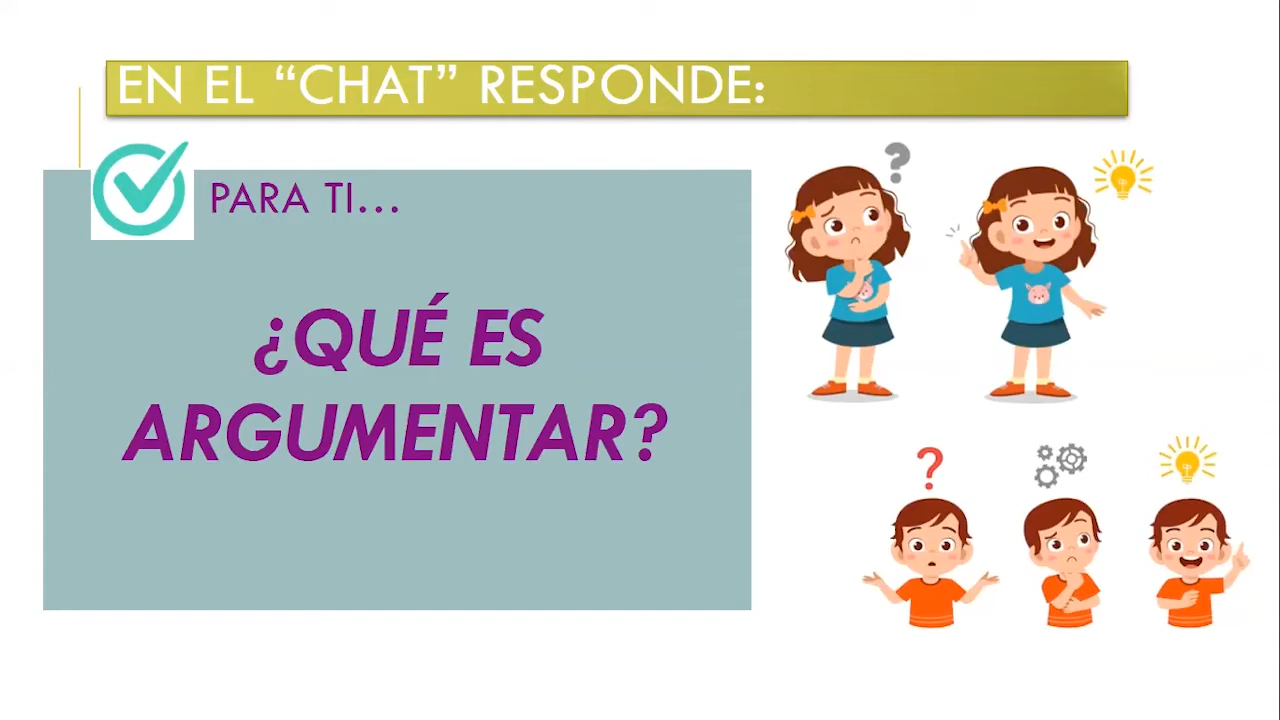 EN EL “CHAT” RESPONDE:
PARA TI...
¿QUÉ ES
ARGUMENTAR?